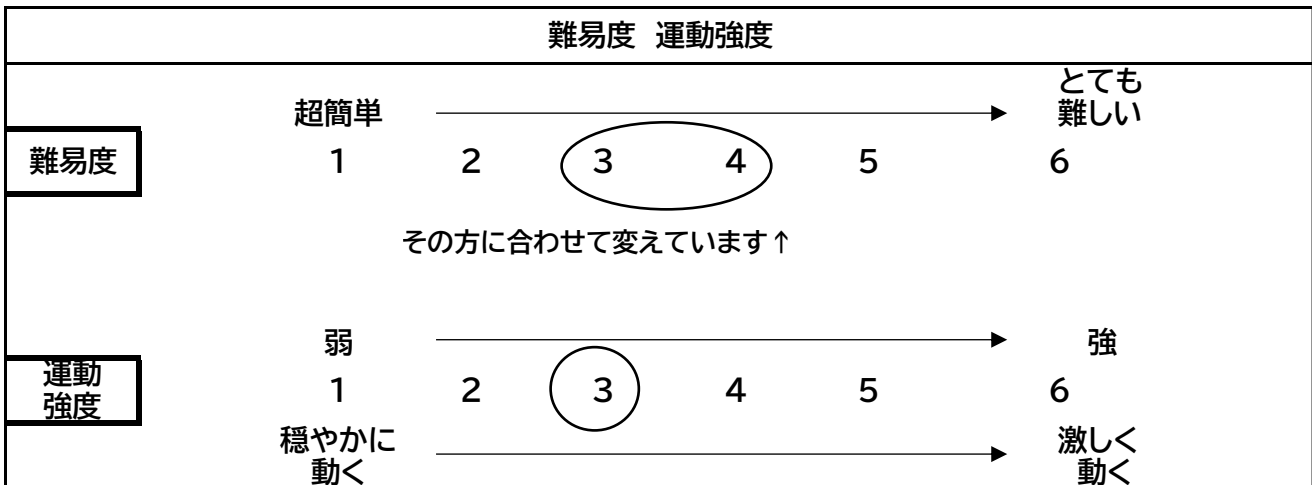 難易度 運動強度
超簡単
とても
難しい
難易度
1 2 3 4 5 6
その方に合わせて変えています↑
弱
強
運動
強度
1 2 3 4 5 6
穏やかに
動く
激しく
動く